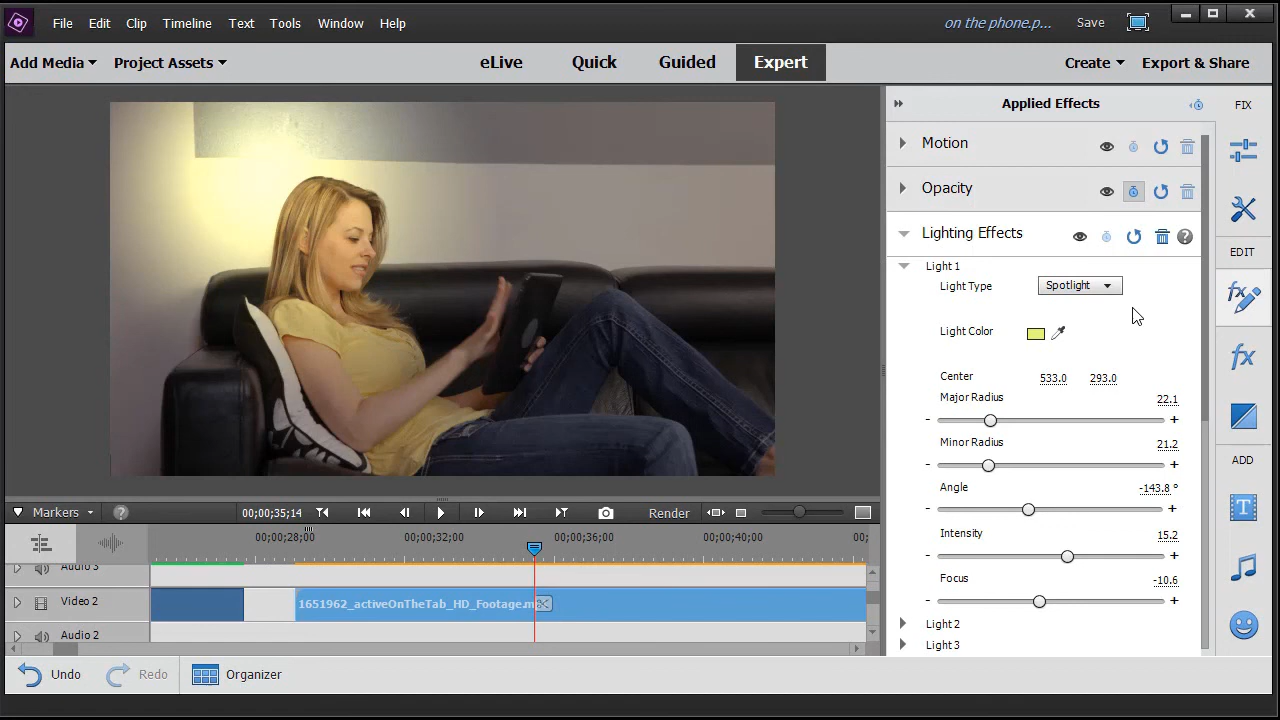 File Edit Clip Timeline Text Tools Window Help on the phone.p... Save
Add Media Project Assets eLive Quick Guided Expert Create Export & Share
Applied Effects FIX
Motion
Opacity
Lighting Effects
EDIT
Light 1
Light Type Spotlight
Light Color
Center 533.0 293.0
Major Radius 22.1
- +
Minor Radius 21.2
- +
ADD
Angle -143.8 °
- +
Intensity 15.2
- +
Focus -10.6
- +
Light 2
Light 3
Markers 00;00;35;14 Render
00;00;28;00 00;00;32;00 00;00;36;00 00;00;40;00 00;
Audio 3
Video 2 1651962_activeOnTheTab_HD_Footage.m
Audio 2
Undo Redo Organizer